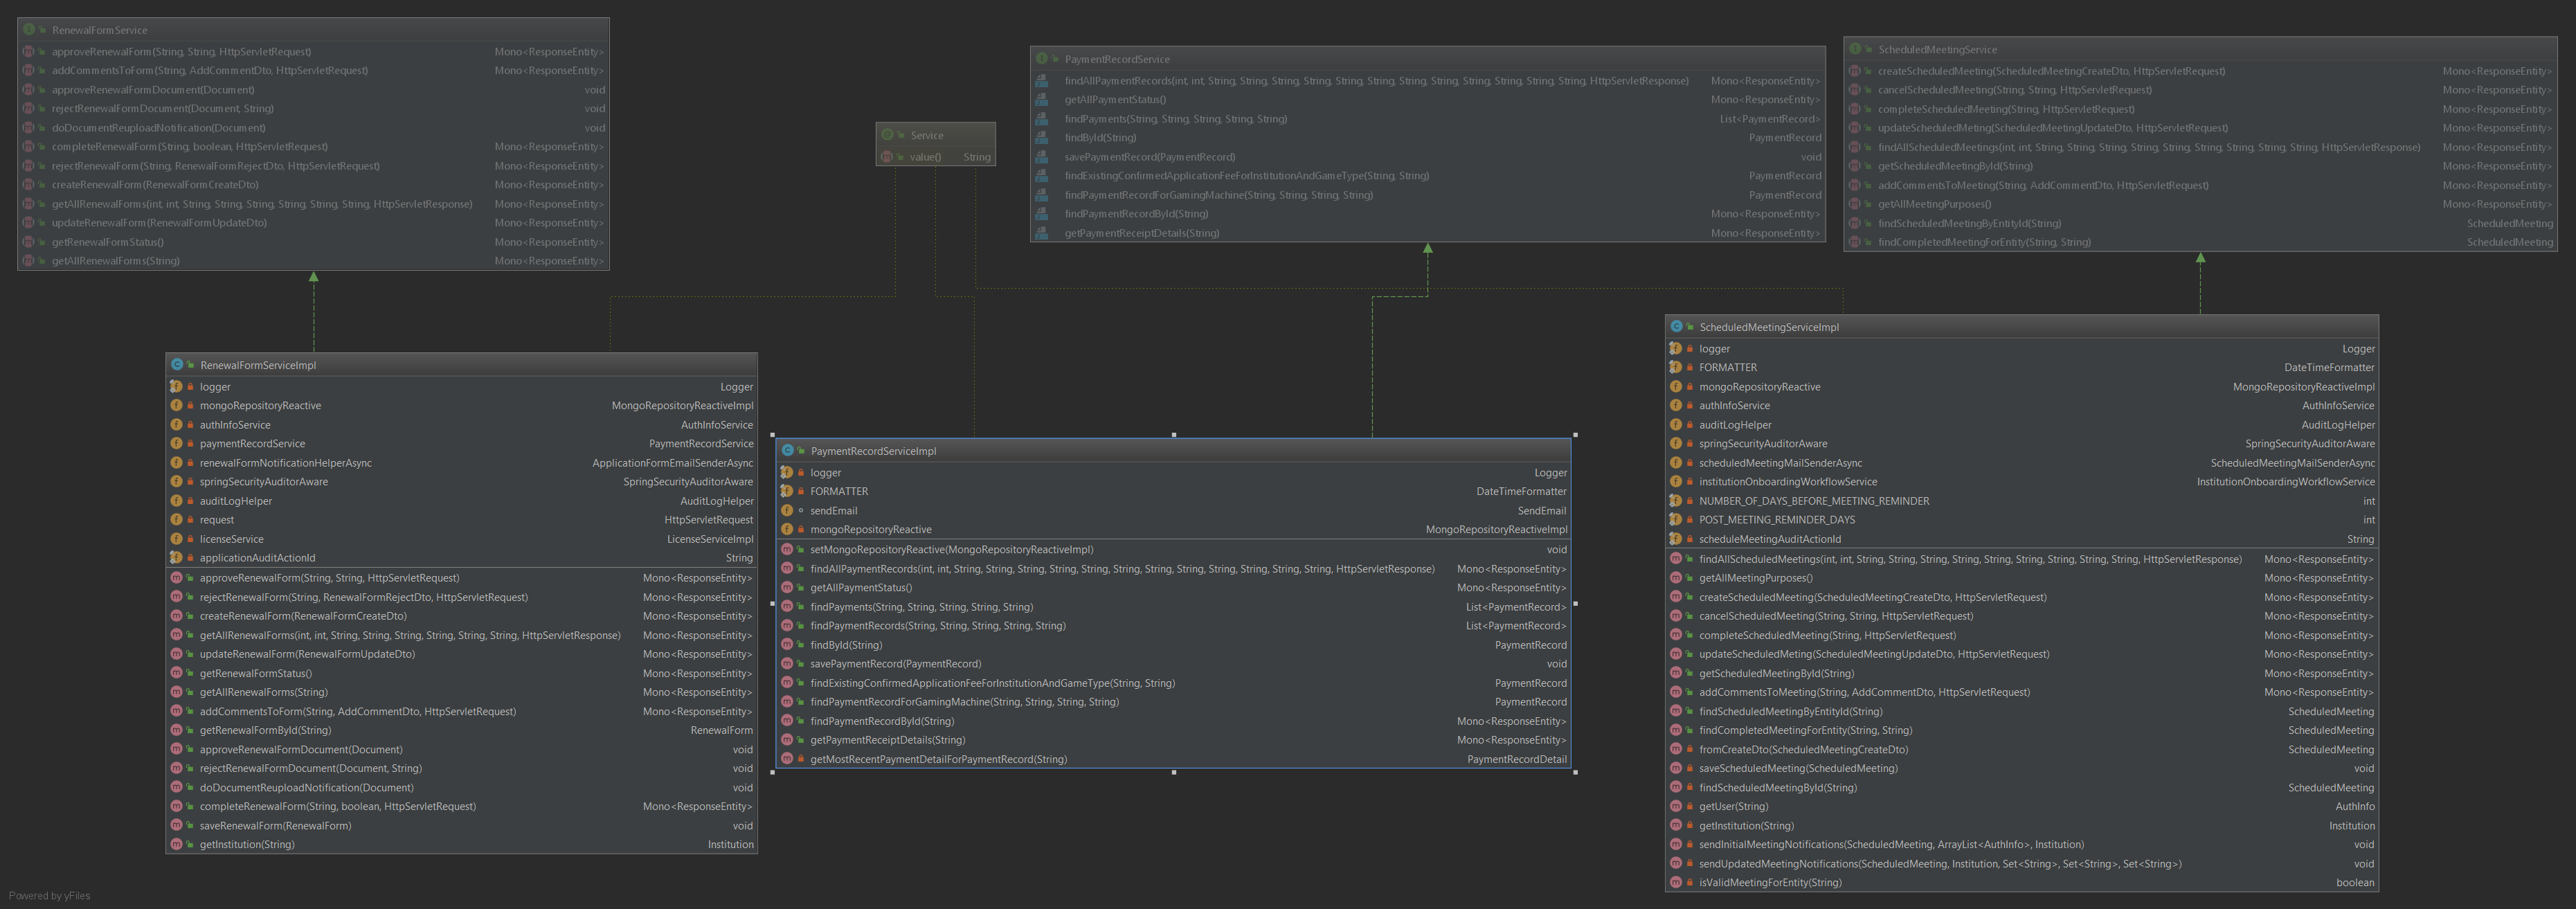 RenewalFormService
approveRenewalForm(String, String, HttpServletRequest) Mono<ResponseEntity>
addCommentsToForm(String, AddCommentDto, HttpServletRequest) Mono<ResponseEntity>
approveRenewalFormDocument(Document) void
rejectRenewalFormDocument(Document, String) void
doDocumentReuploadNotification(Document) void
completeRenewalForm(String, boolean, HttpServletRequest) Mono<ResponseEntity>
rejectRenewalForm(String, RenewalFormRejectDto, HttpServletRequest) Mono<ResponseEntity>
createRenewalForm(RenewalFormCreateDto) Mono<ResponseEntity>
getAllRenewalForms(int, int, String, String, String, String, String, String, HttpServletResponse) Mono<ResponseEntity>
updateRenewalForm(RenewalFormUpdateDto) Mono<ResponseEntity>
getRenewalFormStatus() Mono<ResponseEntity>
getAllRenewalForms(String) Mono<ResponseEntity>
Service
value() String
PaymentRecordService
findAllPaymentRecords(int, int, String, String, String, String, String, String, String, String, String, String, String, String, HttpServletResponse) Mono<ResponseEntity>
getAllPaymentStatus() Mono<ResponseEntity>
findPayments(String, String, String, String, String) List<PaymentRecord>
findById(String) PaymentRecord
savePaymentRecord(PaymentRecord) void
findExistingConfirmedApplicationFeeForInstitutionAndGameType(String, String) PaymentRecord
findPaymentRecordForGamingMachine(String, String, String, String) PaymentRecord
findPaymentRecordById(String) Mono<ResponseEntity>
getPaymentReceiptDetails(String) Mono<ResponseEntity>
ScheduledMeetingService
createScheduledMeeting(ScheduledMeetingCreateDto, HttpServletRequest) Mono<ResponseEntity>
cancelScheduledMeeting(String, String, HttpServletRequest) Mono<ResponseEntity>
completeScheduledMeeting(String, HttpServletRequest) Mono<ResponseEntity>
updateScheduledMeting(ScheduledMeetingUpdateDto, HttpServletRequest) Mono<ResponseEntity>
findAllScheduledMeetings(int, int, String, String, String, String, String, String, String, String, HttpServletResponse) Mono<ResponseEntity>
getScheduledMeetingById(String) Mono<ResponseEntity>
addCommentsToMeeting(String, AddCommentDto, HttpServletRequest) Mono<ResponseEntity>
getAllMeetingPurposes() Mono<ResponseEntity>
findScheduledMeetingByEntityId(String) ScheduledMeeting
findCompletedMeetingForEntity(String, String) ScheduledMeeting
RenewalFormServiceImpl
logger Logger
mongoRepositoryReactive MongoRepositoryReactiveImpl
authInfoService AuthInfoService
paymentRecordService PaymentRecordService
renewalFormNotificationHelperAsync ApplicationFormEmailSenderAsync
springSecurityAuditorAware SpringSecurityAuditorAware
auditLogHelper AuditLogHelper
request HttpServletRequest
licenseService LicenseServiceImpl
applicationAuditActionId String
approveRenewalForm(String, String, HttpServletRequest) Mono<ResponseEntity>
rejectRenewalForm(String, RenewalFormRejectDto, HttpServletRequest) Mono<ResponseEntity>
createRenewalForm(RenewalFormCreateDto) Mono<ResponseEntity>
getAllRenewalForms(int, int, String, String, String, String, String, String, HttpServletResponse) Mono<ResponseEntity>
updateRenewalForm(RenewalFormUpdateDto) Mono<ResponseEntity>
getRenewalFormStatus() Mono<ResponseEntity>
getAllRenewalForms(String) Mono<ResponseEntity>
addCommentsToForm(String, AddCommentDto, HttpServletRequest) Mono<ResponseEntity>
getRenewalFormById(String) RenewalForm
approveRenewalFormDocument(Document) void
rejectRenewalFormDocument(Document, String) void
doDocumentReuploadNotification(Document) void
completeRenewalForm(String, boolean, HttpServletRequest) Mono<ResponseEntity>
saveRenewalForm(RenewalForm) void
getInstitution(String) Institution
PaymentRecordServiceImpl
logger Logger
FORMATTER DateTimeFormatter
sendEmail SendEmail
mongoRepositoryReactive MongoRepositoryReactiveImpl
setMongoRepositoryReactive(MongoRepositoryReactiveImpl) void
findAllPaymentRecords(int, int, String, String, String, String, String, String, String, String, String, String, String, String, HttpServletResponse) Mono<ResponseEntity>
getAllPaymentStatus() Mono<ResponseEntity>
findPayments(String, String, String, String, String) List<PaymentRecord>
findPaymentRecords(String, String, String, String, String) List<PaymentRecord>
findById(String) PaymentRecord
savePaymentRecord(PaymentRecord) void
findExistingConfirmedApplicationFeeForInstitutionAndGameType(String, String) PaymentRecord
findPaymentRecordForGamingMachine(String, String, String, String) PaymentRecord
findPaymentRecordById(String) Mono<ResponseEntity>
getPaymentReceiptDetails(String) Mono<ResponseEntity>
getMostRecentPaymentDetailForPaymentRecord(String) PaymentRecordDetail
ScheduledMeetingServiceImpl
logger Logger
FORMATTER DateTimeFormatter
mongoRepositoryReactive MongoRepositoryReactiveImpl
authInfoService AuthInfoService
auditLogHelper AuditLogHelper
springSecurityAuditorAware SpringSecurityAuditorAware
scheduledMeetingMailSenderAsync ScheduledMeetingMailSenderAsync
institutionOnboardingWorkflowService InstitutionOnboardingWorkflowService
NUMBER_OF_DAYS_BEFORE_MEETING_REMINDER int
POST_MEETING_REMINDER_DAYS int
scheduleMeetingAuditActionId String
findAllScheduledMeetings(int, int, String, String, String, String, String, String, String, String, HttpServletResponse) Mono<ResponseEntity>
getAllMeetingPurposes() Mono<ResponseEntity>
createScheduledMeeting(ScheduledMeetingCreateDto, HttpServletRequest) Mono<ResponseEntity>
cancelScheduledMeeting(String, String, HttpServletRequest) Mono<ResponseEntity>
completeScheduledMeeting(String, HttpServletRequest) Mono<ResponseEntity>
updateScheduledMeting(ScheduledMeetingUpdateDto, HttpServletRequest) Mono<ResponseEntity>
getScheduledMeetingById(String) Mono<ResponseEntity>
addCommentsToMeeting(String, AddCommentDto, HttpServletRequest) Mono<ResponseEntity>
findScheduledMeetingByEntityId(String) ScheduledMeeting
findCompletedMeetingForEntity(String, String) ScheduledMeeting
fromCreateDto(ScheduledMeetingCreateDto) ScheduledMeeting
saveScheduledMeeting(ScheduledMeeting) void
findScheduledMeetingById(String) ScheduledMeeting
getUser(String) AuthInfo
getInstitution(String) Institution
sendInitialMeetingNotifications(ScheduledMeeting, ArrayList<AuthInfo>, Institution) void
sendUpdatedMeetingNotifications(ScheduledMeeting, Institution, Set<String>, Set<String>, Set<String>) void
isValidMeetingForEntity(String) boolean
Powered by yFiles